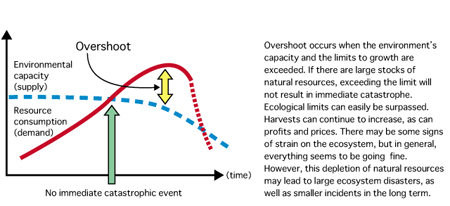 Overshoot
Environmental
capacity
(supply)
Resource
consumption
(demand)
(time)
No immediate catastrophic event
Overshoot occurs when the environment's
capacity and the limits to growth are
exceeded. If there are large stocks of
natural resources, exceeding the limit will
not result in immediate catastrophe.
Ecological limits can easily be surpassed.
Harvests can continue to increase, as can
profits and prices. There may be some signs
of strain on the ecosystem, but in general,
everything seems to be going fine.
However, this depletion of natural resources
may lead to large ecosystem disasters, as
well as smaller incidents in the long term.